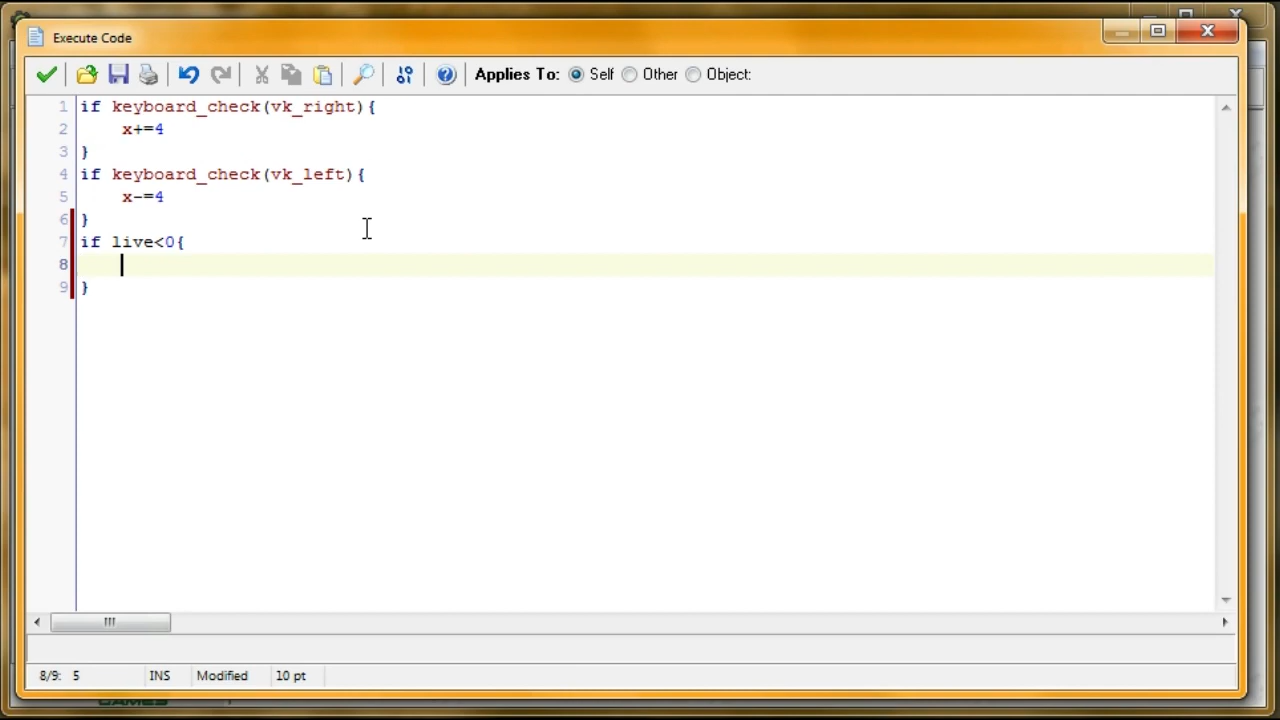 Execute Code
Applies To: Self Other Object:
1 if keyboard_check(vk_right){
2 x+=4
3 }
4 if keyboard_check(vk_left){
5 x-=4
6 }
7 if live<0{
8
9 }
8/9: 5 INS Modified 10 pt
GAMES